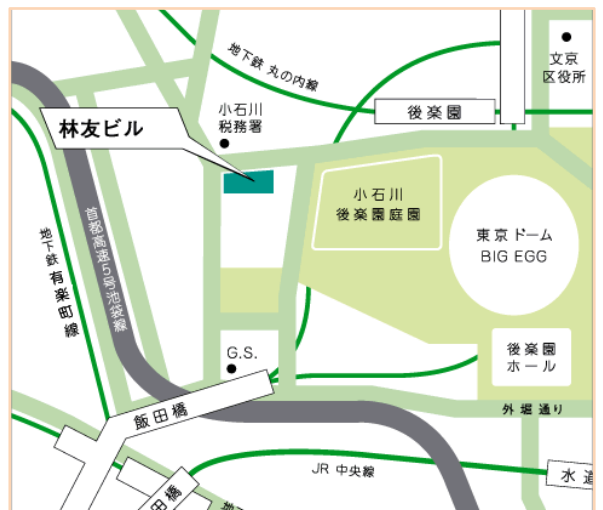 地下鉄 丸の内線
文京
区役所
後楽園
小石川
税務署
林友ビル
小石川
後楽園庭園
東京ドーム
BIG EGG
首都高速5号池袋線
地下鉄 有楽町線
G.S.
後楽園
ホール
飯田橋
外堀通り
JR 中央線
水道
田橋